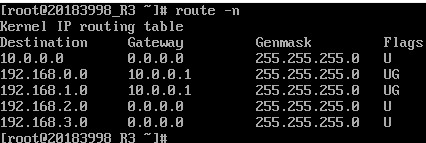 [root@20183998_R3 ~]# route -n
Kernel IP routing table
Destination     Gateway         Genmask         Flags
10.0.0.0        0.0.0.0         255.255.255.0   U
192.168.0.0     10.0.0.1        255.255.255.0   UG
192.168.1.0     10.0.0.1        255.255.255.0   UG
192.168.2.0     0.0.0.0         255.255.255.0   U
192.168.3.0     0.0.0.0         255.255.255.0   U
[root@20183998_R3 ~]#